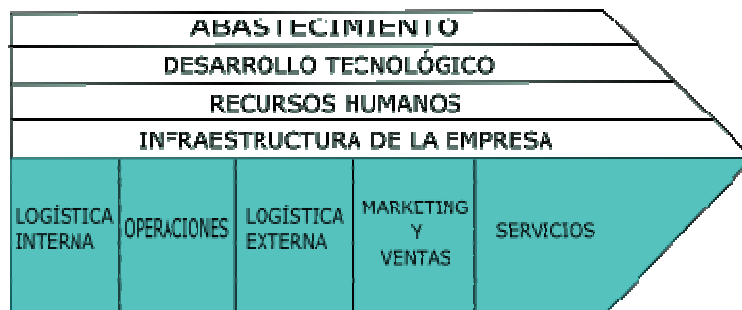 ABASTECIMIENTO
DESARROLLO TECNOLÓGICO
RECURSOS HUMANOS
INFRAESTRUCTURA DE LA EMPRESA
LOGÍSTICA
INTERNA
OPERACIONES
LOGÍSTICA
EXTERNA
MARKETING
Y
VENTAS
SERVICIOS